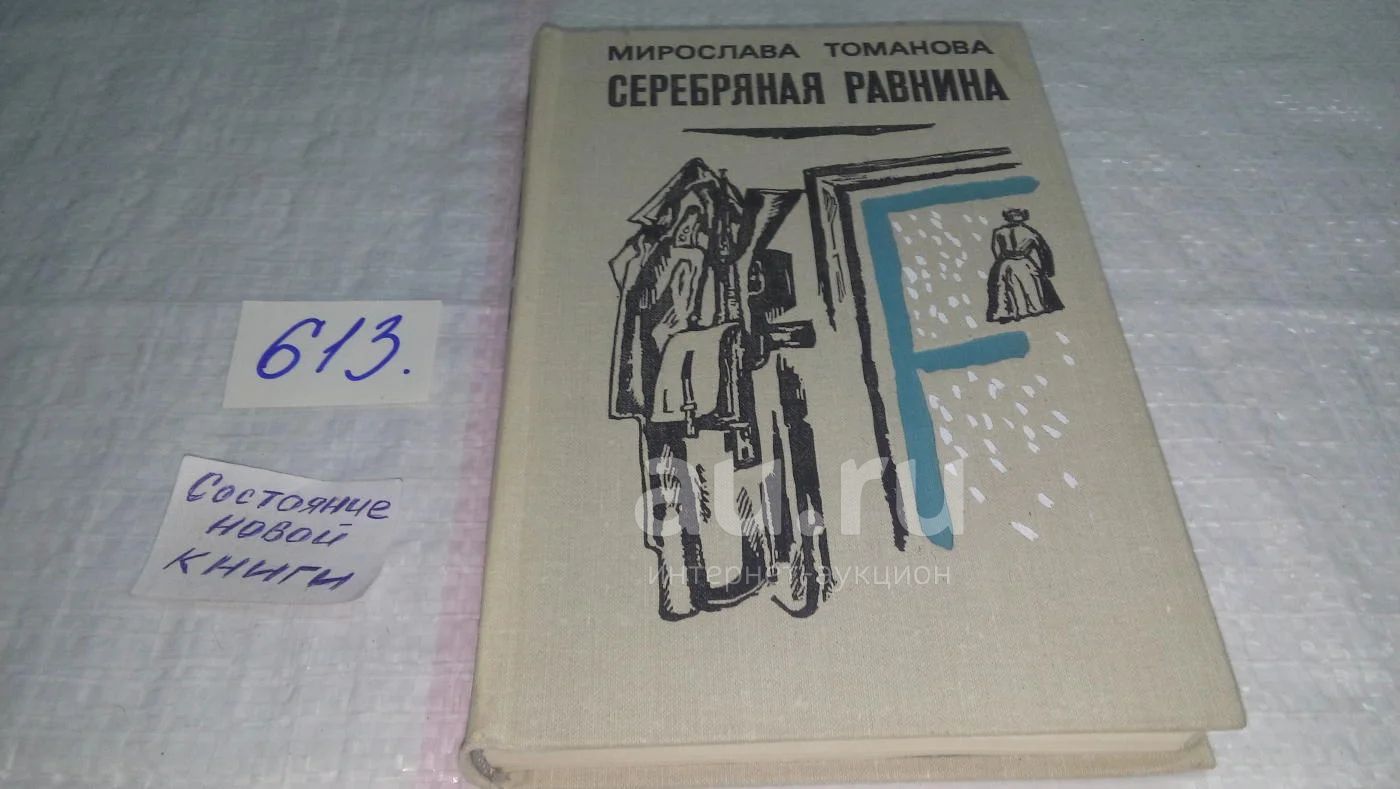 МИРОСЛАВА ТОМАНОВА
СЕРЕБРЯНАЯ РАВНИНА
613.
Состояние
новой
книги
au.ru
интернет-аукцион